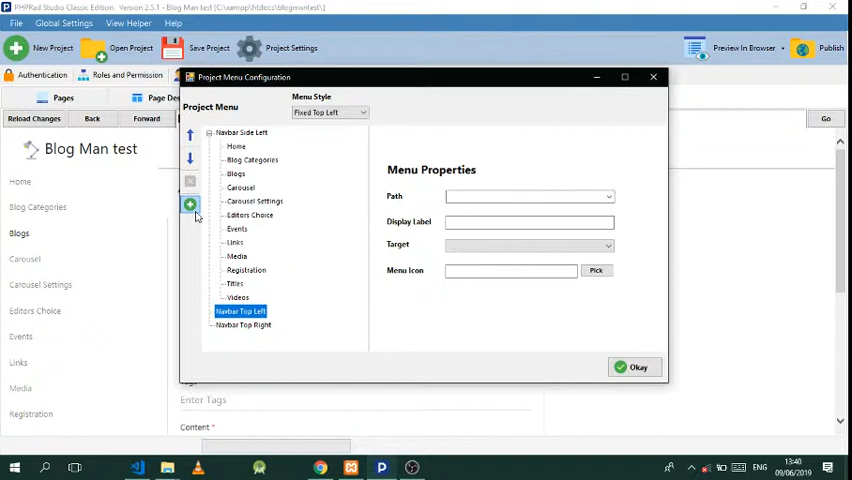 PHPRad Studio Classic Edition. - Version 2.5.1 - Blog Man test - [C:\xampp\htdocs\blogmantest\.]
File Global Settings View Helper Help
New Project Open Project Save Project Project Settings Preview In Browser Publish
Authentication Roles and Permission
Pages Page Des
Reload Changes Back Forward Go
Blog Man test
Home
Blog Categories
Blogs
Carousel
Carousel Settings
Editors Choice
Events
Links
Media
Registration
Project Menu Configuration
Project Menu
Menu Style
Fixed Top Left
Navbar Side Left
Home
Blog Categories
Blogs
Carousel
Carousel Settings
Editors Choice
Events
Links
Media
Registration
Titles
Videos
Navbar Top Left
Navbar Top Right
Menu Properties
Path
Display Label
Target
Menu Icon Pick
Okay
Enter Tags
Content *
ENG
13:40
09/06/2019